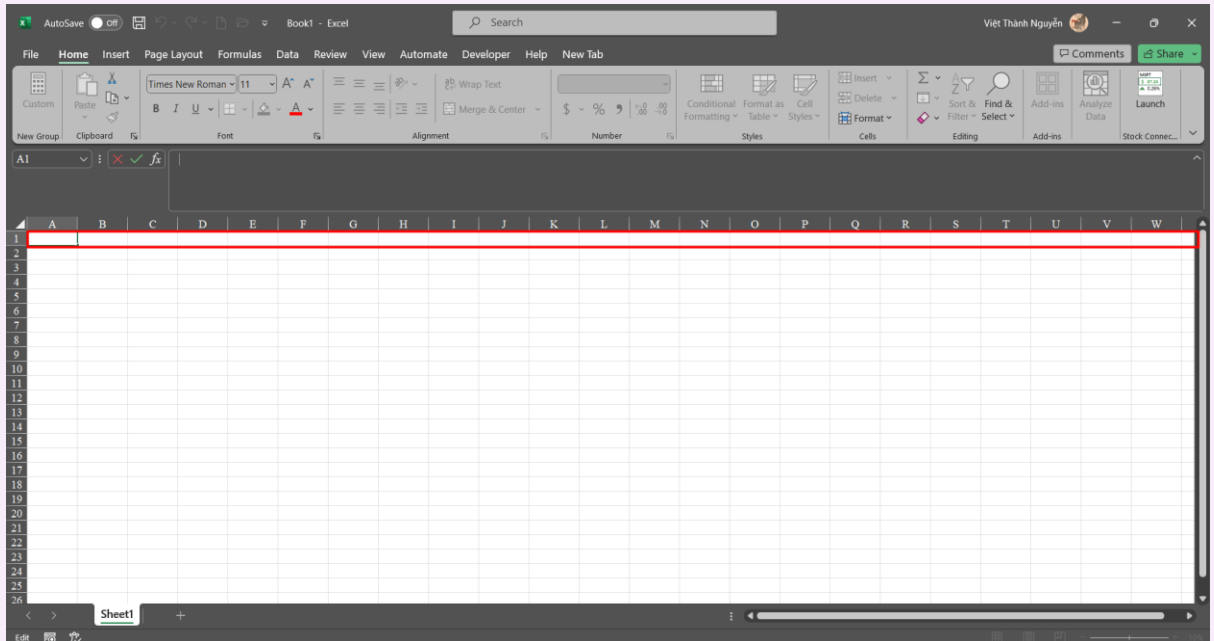 AutoSave Off Book1 - Excel Search Việt Thành Nguyễn
File Home Insert Page Layout Formulas Data Review View Automate Developer Help New Tab Comments Share
Custom Paste Times New Roman 11 A^ A˅ ab Wrap Text Conditional Format as Cell Insert Σ Sort & Find & Add-ins Analyze Launch
B I U A Merge & Center $ % 9 Formatting Table Styles Delete Filter Select Data
Format
New Group Clipboard Font Alignment Number Styles Cells Editing Add-ins Stock Connec...
A1 fx
A B C D E F G H I J K L M N O P Q R S T U V W
1
2
3
4
5
6
7
8
9
10
11
12
13
14
15
16
17
18
19
20
21
22
23
24
25
26
Sheet1 +
Edit